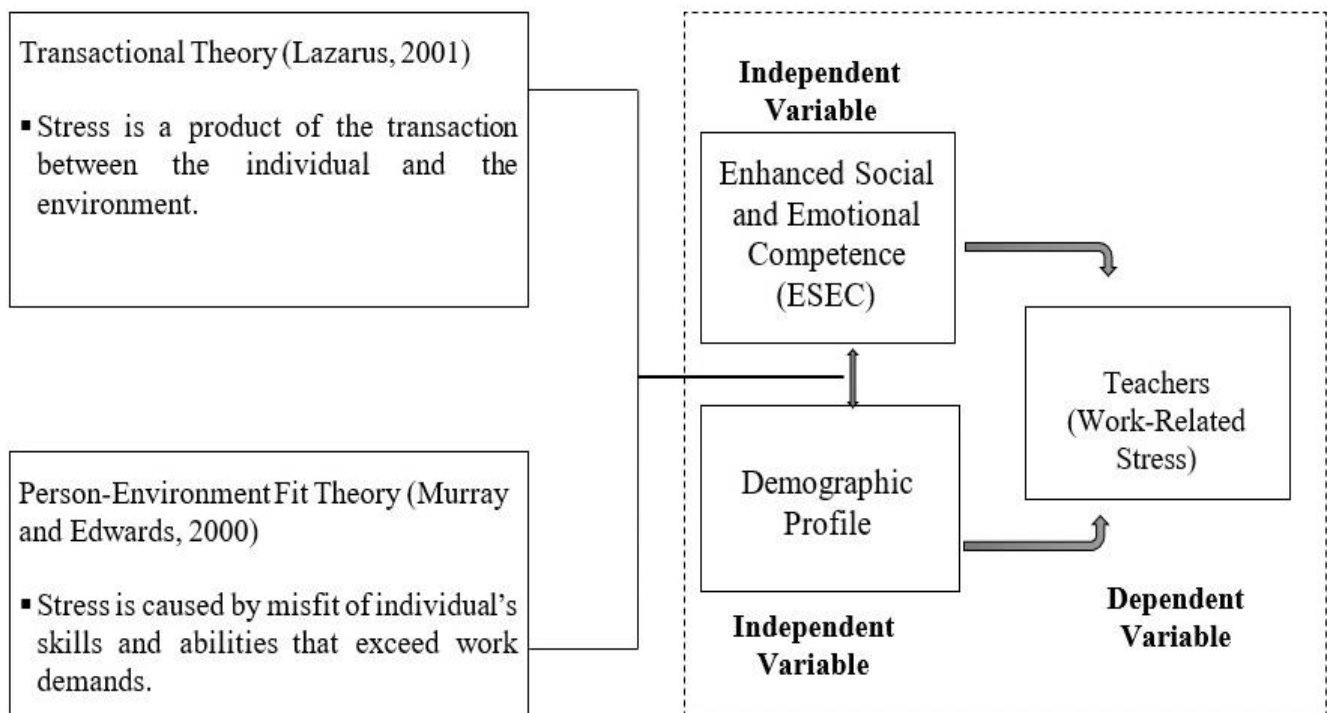 Transactional Theory (Lazarus, 2001)
▪ Stress is a product of the transaction
between the individual and the
environment.
Person-Environment Fit Theory (Murray
and Edwards, 2000)
▪ Stress is caused by misfit of individual’s
skills and abilities that exceed work
demands.
Independent
Variable
Enhanced Social
and Emotional
Competence
(ESEC)
Demographic
Profile
Independent
Variable
Teachers
(Work-Related
Stress)
Dependent
Variable